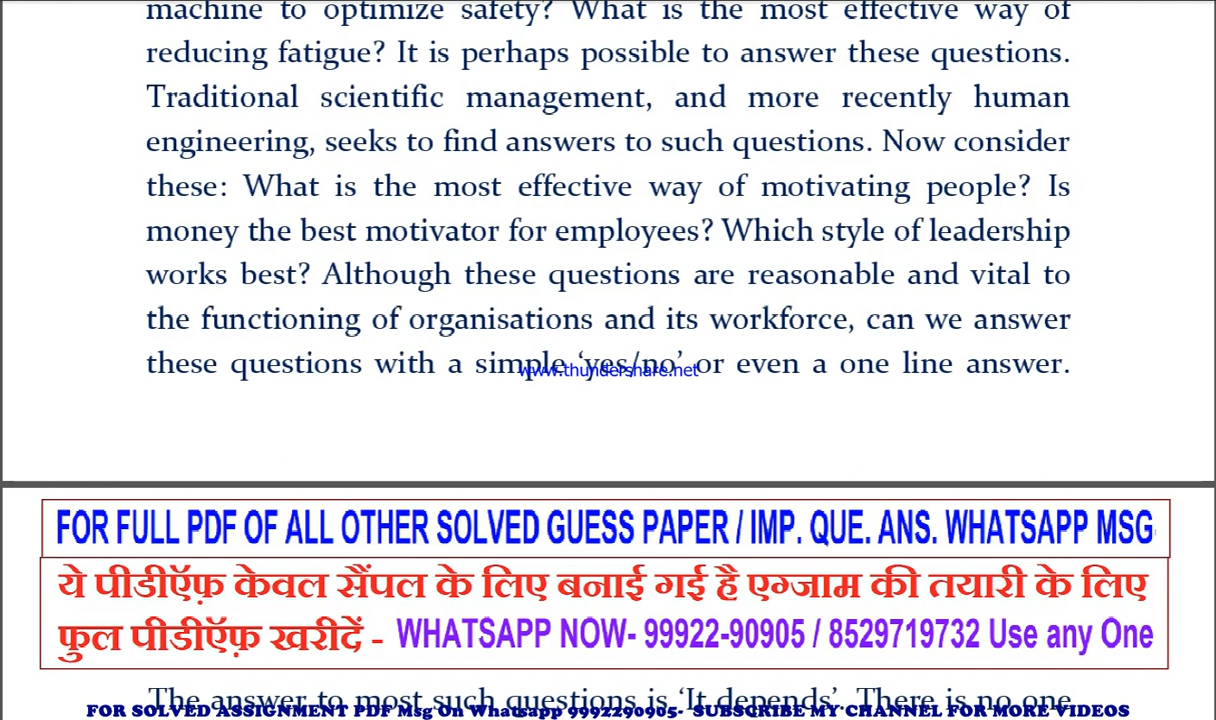 machine to optimize safety? What is the most effective way of
reducing fatigue? It is perhaps possible to answer these questions.
Traditional scientific management, and more recently human
engineering, seeks to find answers to such questions. Now consider
these: What is the most effective way of motivating people? Is
money the best motivator for employees? Which style of leadership
works best? Although these questions are reasonable and vital to
the functioning of organisations and its workforce, can we answer
these questions with a simple ‘yes/no’ or even a one line answer.
www.thundershare.net
FOR FULL PDF OF ALL OTHER SOLVED GUESS PAPER / IMP. QUE. ANS. WHATSAPP MSG
ये पीडीऍफ़ केवल सैंपल के लिए बनाई गई है एग्जाम की तयारी के लिए
फुल पीडीऍफ़ खरीदें - WHATSAPP NOW- 99922-90905 / 8529719732 Use any One
The answer to most such questions is ‘It depends’. There is no one
FOR SOLVED ASSIGNMENT PDF Msg On Whatsapp 9992290905- SUBSCRIBE MY CHANNEL FOR MORE VIDEOS